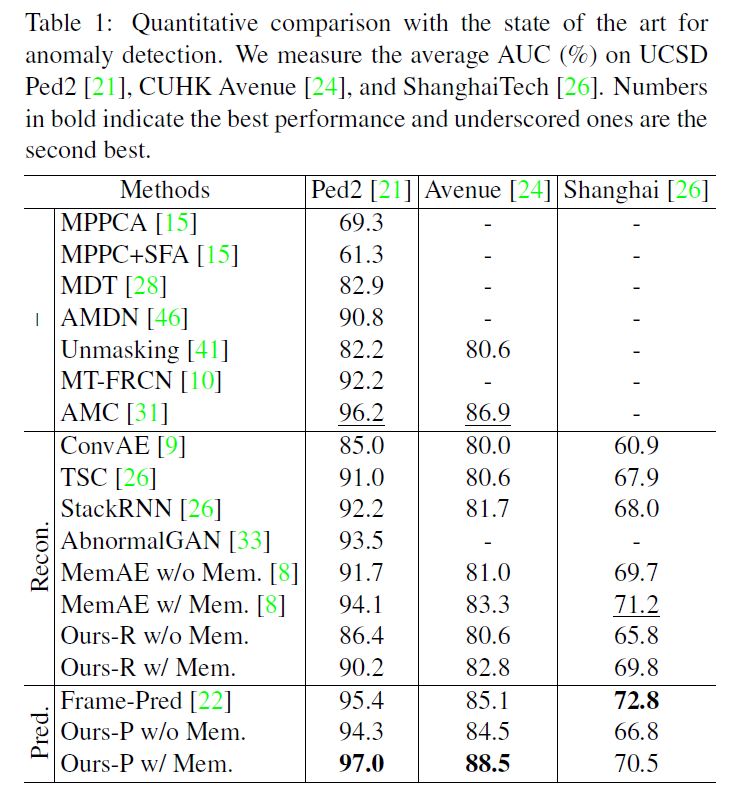 Table 1: Quantitative comparison with the state of the art for
anomaly detection. We measure the average AUC (%) on UCSD
Ped2 [21], CUHK Avenue [24], and ShanghaiTech [26]. Numbers
in bold indicate the best performance and underscored ones are the
second best.
Methods Ped2 [21] Avenue [24] Shanghai [26]
MPPCA [15] 69.3 - -
MPPC+SFA [15] 61.3 - -
MDT [28] 82.9 - -
AMDN [46] 90.8 - -
Unmasking [41] 82.2 80.6 -
MT-FRCN [10] 92.2 - -
AMC [31] 96.2 86.9 -
Recon.
ConvAE [9] 85.0 80.0 60.9
TSC [26] 91.0 80.6 67.9
StackRNN [26] 92.2 81.7 68.0
AbnormalGAN [33] 93.5 - -
MemAE w/o Mem. [8] 91.7 81.0 69.7
MemAE w/ Mem. [8] 94.1 83.3 71.2
Ours-R w/o Mem. 86.4 80.6 65.8
Ours-R w/ Mem. 90.2 82.8 69.8
Pred.
Frame-Pred [22] 95.4 85.1 72.8
Ours-P w/o Mem. 94.3 84.5 66.8
Ours-P w/ Mem. 97.0 88.5 70.5